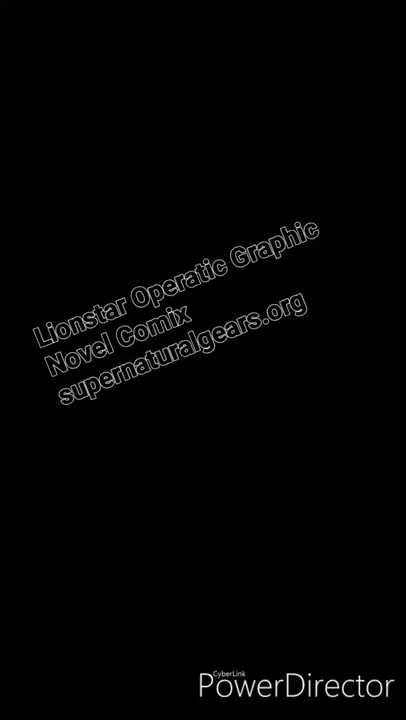 Lionstar Operatic Graphic
Novel Comix
supernaturalgears.org
CyberLink
PowerDirector